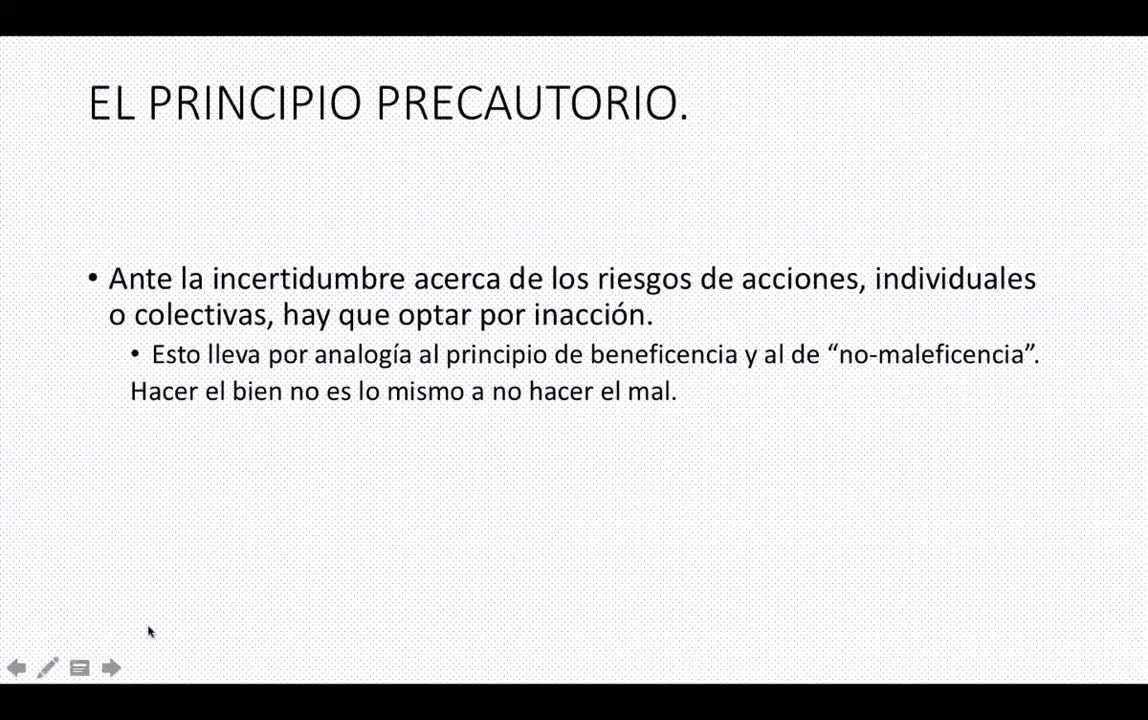 EL PRINCIPIO PRECAUTORIO.
• Ante la incertidumbre acerca de los riesgos de acciones, individuales
o colectivas, hay que optar por inacción.
• Esto lleva por analogía al principio de beneficencia y al de “no-maleficencia”.
Hacer el bien no es lo mismo a no hacer el mal.